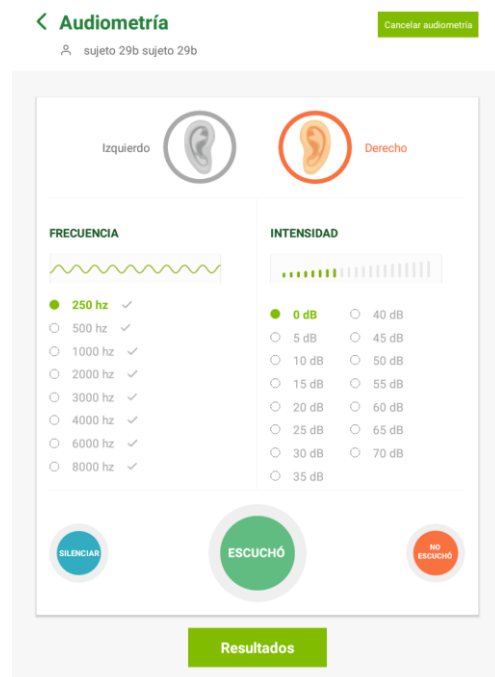 Audiometría
Cancelar audiometría
sujeto 29b sujeto 29b
Izquierdo
Derecho
FRECUENCIA
250 hz
500 hz
1000 hz
2000 hz
3000 hz
4000 hz
6000 hz
8000 hz
INTENSIDAD
0 dB
5 dB
10 dB
15 dB
20 dB
25 dB
30 dB
35 dB
40 dB
45 dB
50 dB
55 dB
60 dB
65 dB
70 dB
SILENCIAR
ESCUCHÓ
NO
ESCUCHÓ
Resultados